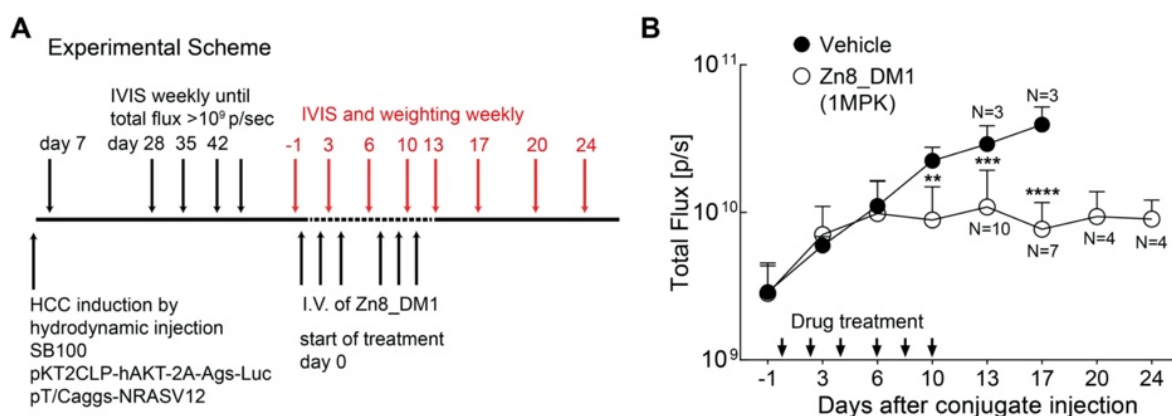 A
Experimental Scheme
IVIS weekly until
total flux >10⁹ p/sec
IVIS and weighting weekly
day 7 day 28 35 42 -1 3 6 10 13 17 20 24
HCC induction by
hydrodynamic injection
SB100
pKT2CLP-hAKT-2A-Ags-Luc
pT/Caggs-NRASV12
I.V. of Zn8_DM1
start of treatment
day 0
B
Vehicle
Zn8_DM1
(1MPK)
Total Flux [p/s]
10¹¹
10¹⁰
10⁹
N=3
N=3
**
***
****
N=10
N=7
N=4
N=4
Drug treatment
-1 3 6 10 13 17 20 24
Days after conjugate injection